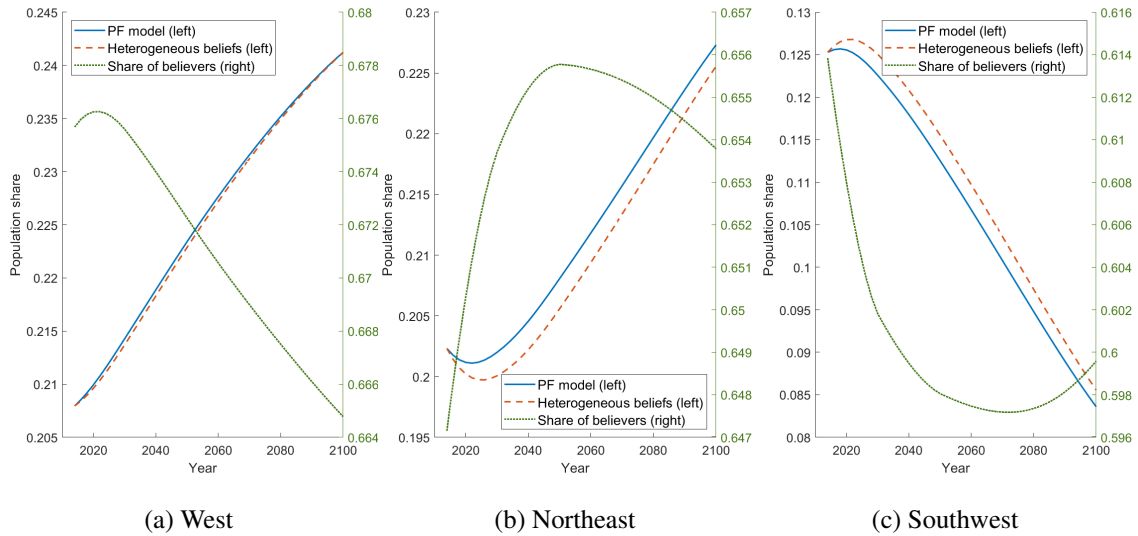 0.245
0.24
0.235
0.23
0.225
0.22
0.215
0.21
0.205
Population share
PF model (left)
Heterogeneous beliefs (left)
Share of believers (right)
0.68
0.678
0.676
0.674
0.672
0.67
0.668
0.666
0.664
2020 2040 2060 2080 2100
Year
(a) West
0.23
0.225
0.22
0.215
0.21
0.205
0.2
0.195
Population share
PF model (left)
Heterogeneous beliefs (left)
Share of believers (right)
0.657
0.656
0.655
0.654
0.653
0.652
0.651
0.65
0.649
0.648
0.647
2020 2040 2060 2080 2100
Year
(b) Northeast
0.13
0.125
0.12
0.115
0.11
0.105
0.1
0.095
0.09
0.085
0.08
Population share
PF model (left)
Heterogeneous beliefs (left)
Share of believers (right)
0.616
0.614
0.612
0.61
0.608
0.606
0.604
0.602
0.6
0.598
0.596
2020 2040 2060 2080 2100
Year
(c) Southwest